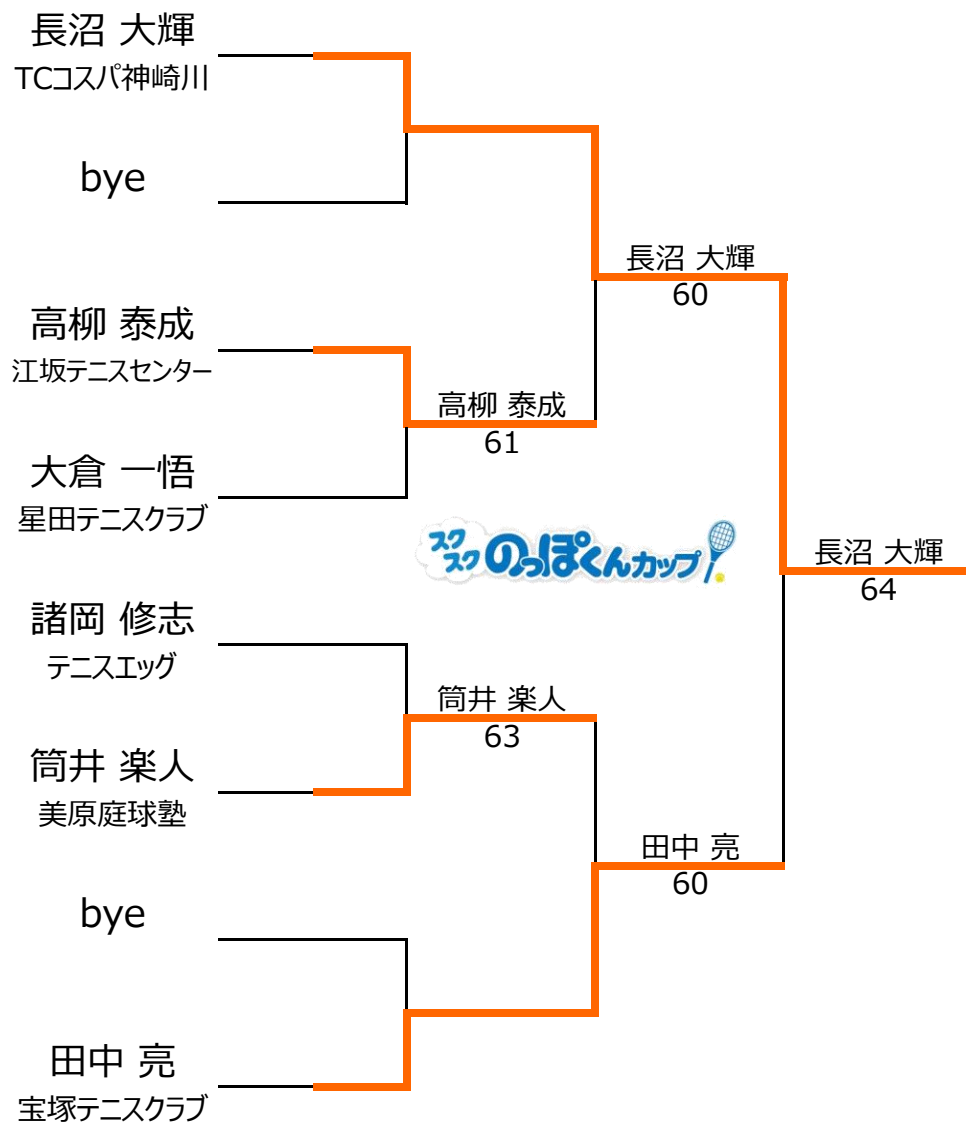 長沼 大輝
TCコスパ神崎川
bye
長沼 大輝
60
高柳 泰成
江坂テニスセンター
高柳 泰成
61
大倉 一悟
星田テニスクラブ
スクスクのっぽくんカップ!
長沼 大輝
64
諸岡 修志
テニスエッグ
筒井 楽人
63
筒井 楽人
美原庭球塾
田中 亮
60
bye
田中 亮
宝塚テニスクラブ